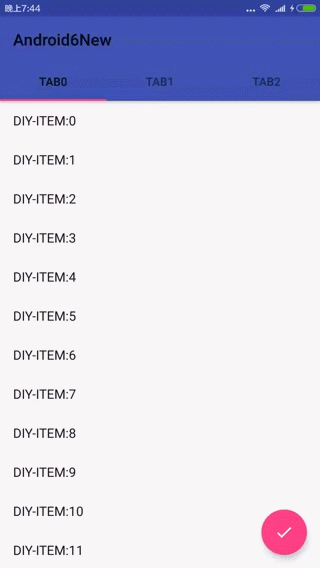 晚上7:44
Android6New
TAB0 TAB1 TAB2
DIY-ITEM:0
DIY-ITEM:1
DIY-ITEM:2
DIY-ITEM:3
DIY-ITEM:4
DIY-ITEM:5
DIY-ITEM:6
DIY-ITEM:7
DIY-ITEM:8
DIY-ITEM:9
DIY-ITEM:10
DIY-ITEM:11